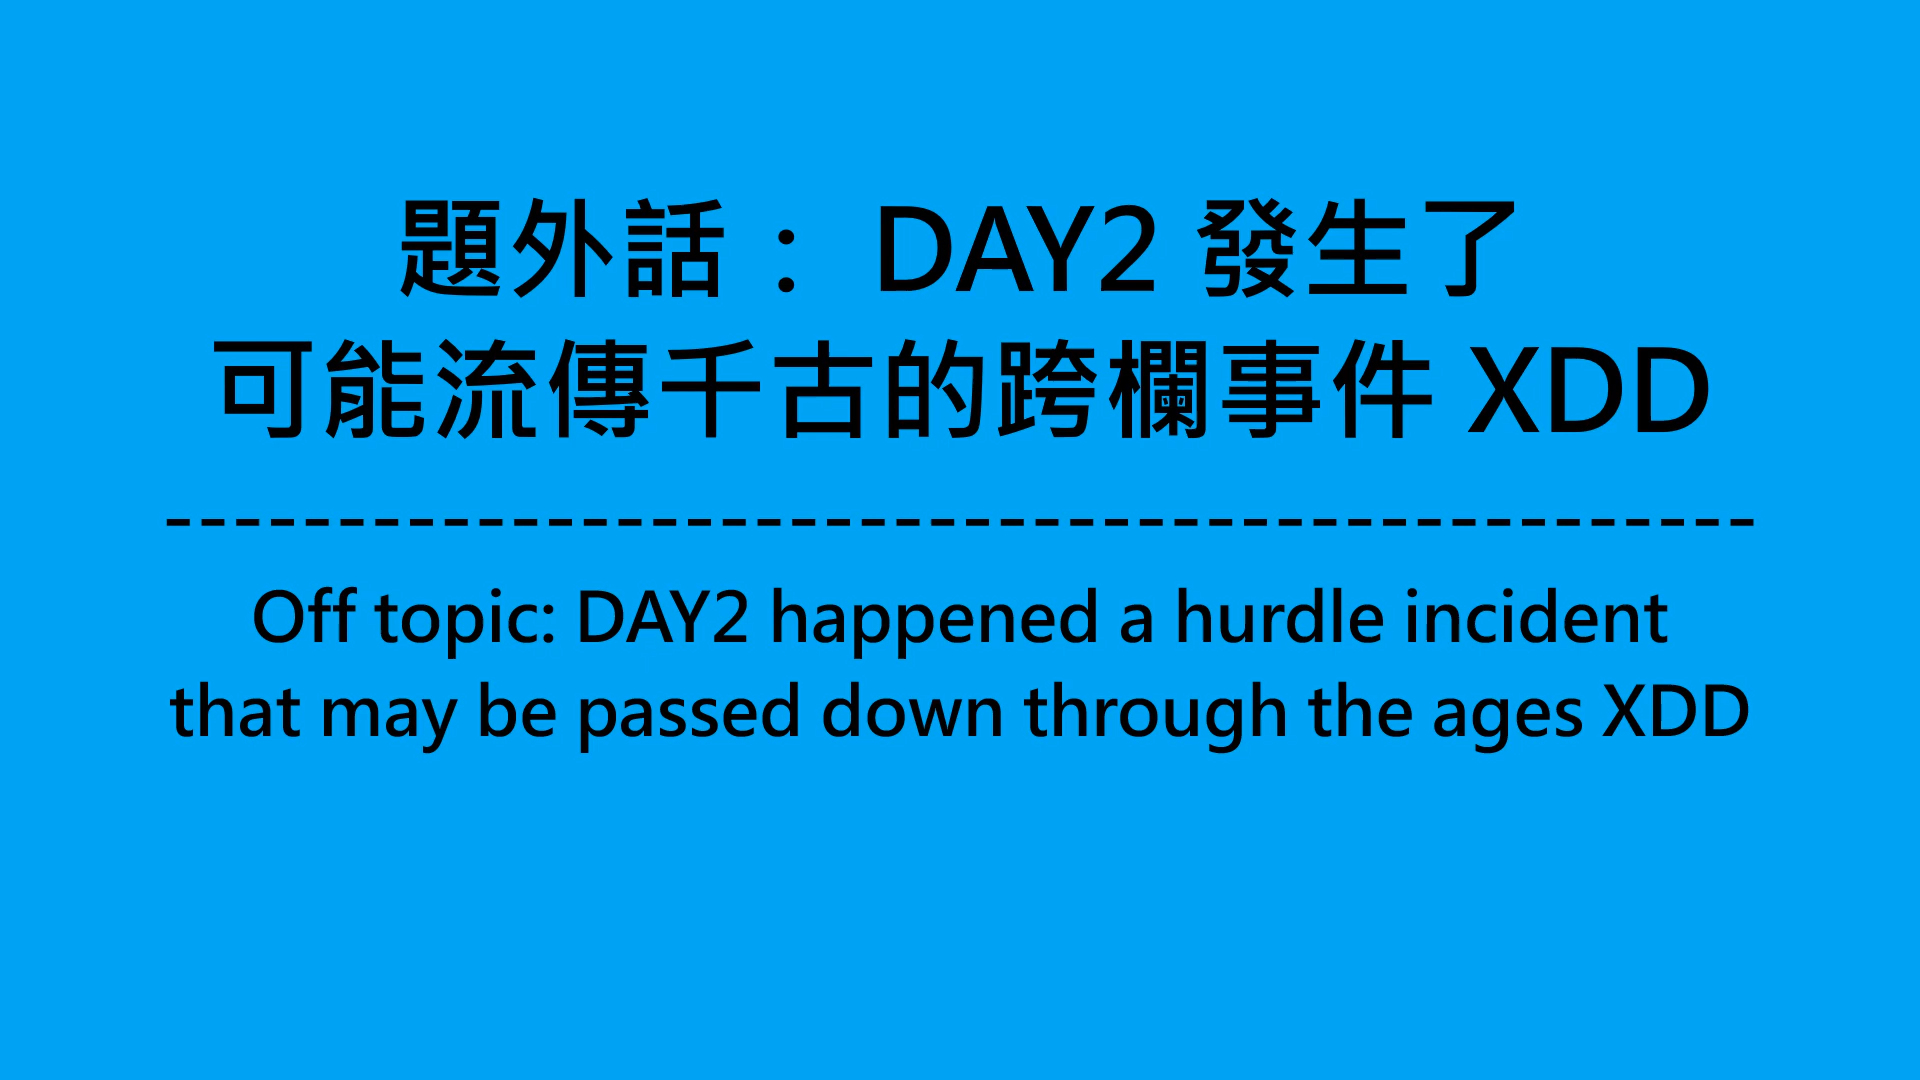 題外話：DAY2 發生了
可能流傳千古的跨欄事件 XDD
----------------------------------------------
Off topic: DAY2 happened a hurdle incident
that may be passed down through the ages XDD